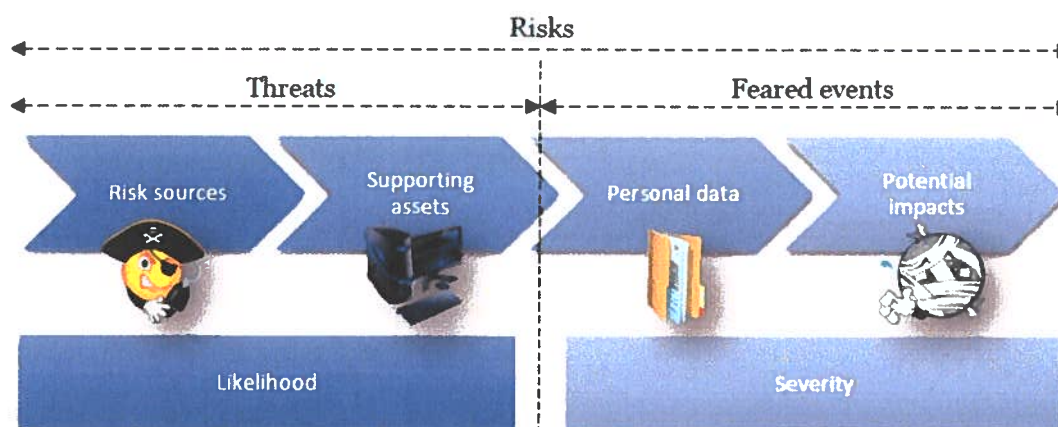 Risks
Threats
Feared events
Risk sources
Supporting
assets
Personal data
Potential
impacts
Likelihood
Severity